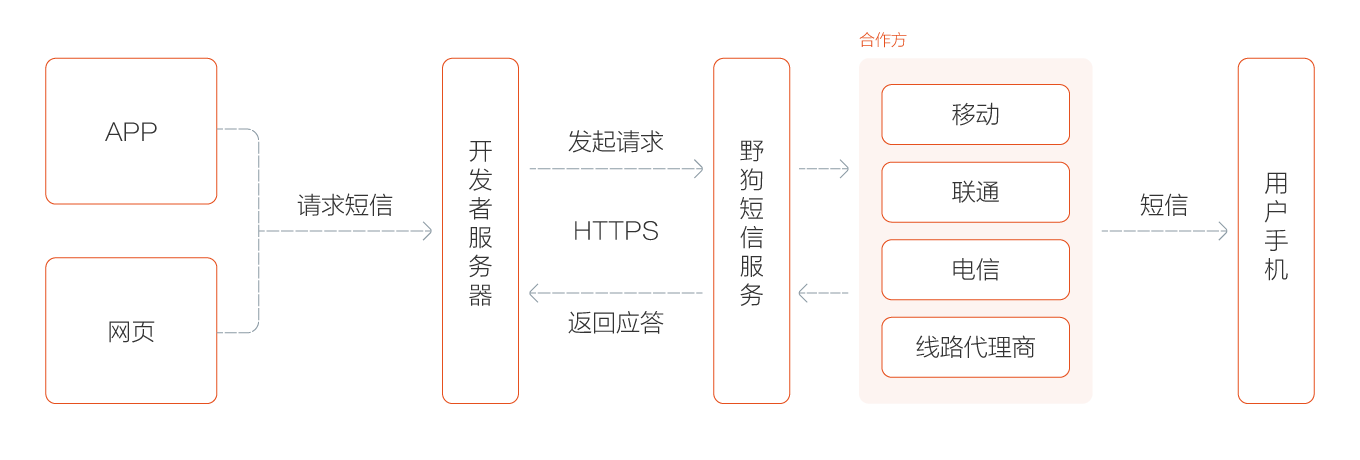 合作方
APP
网页
请求短信
开发者服务器
发起请求
HTTPS
返回应答
野狗短信服务
移动
联通
电信
线路代理商
短信
用户手机